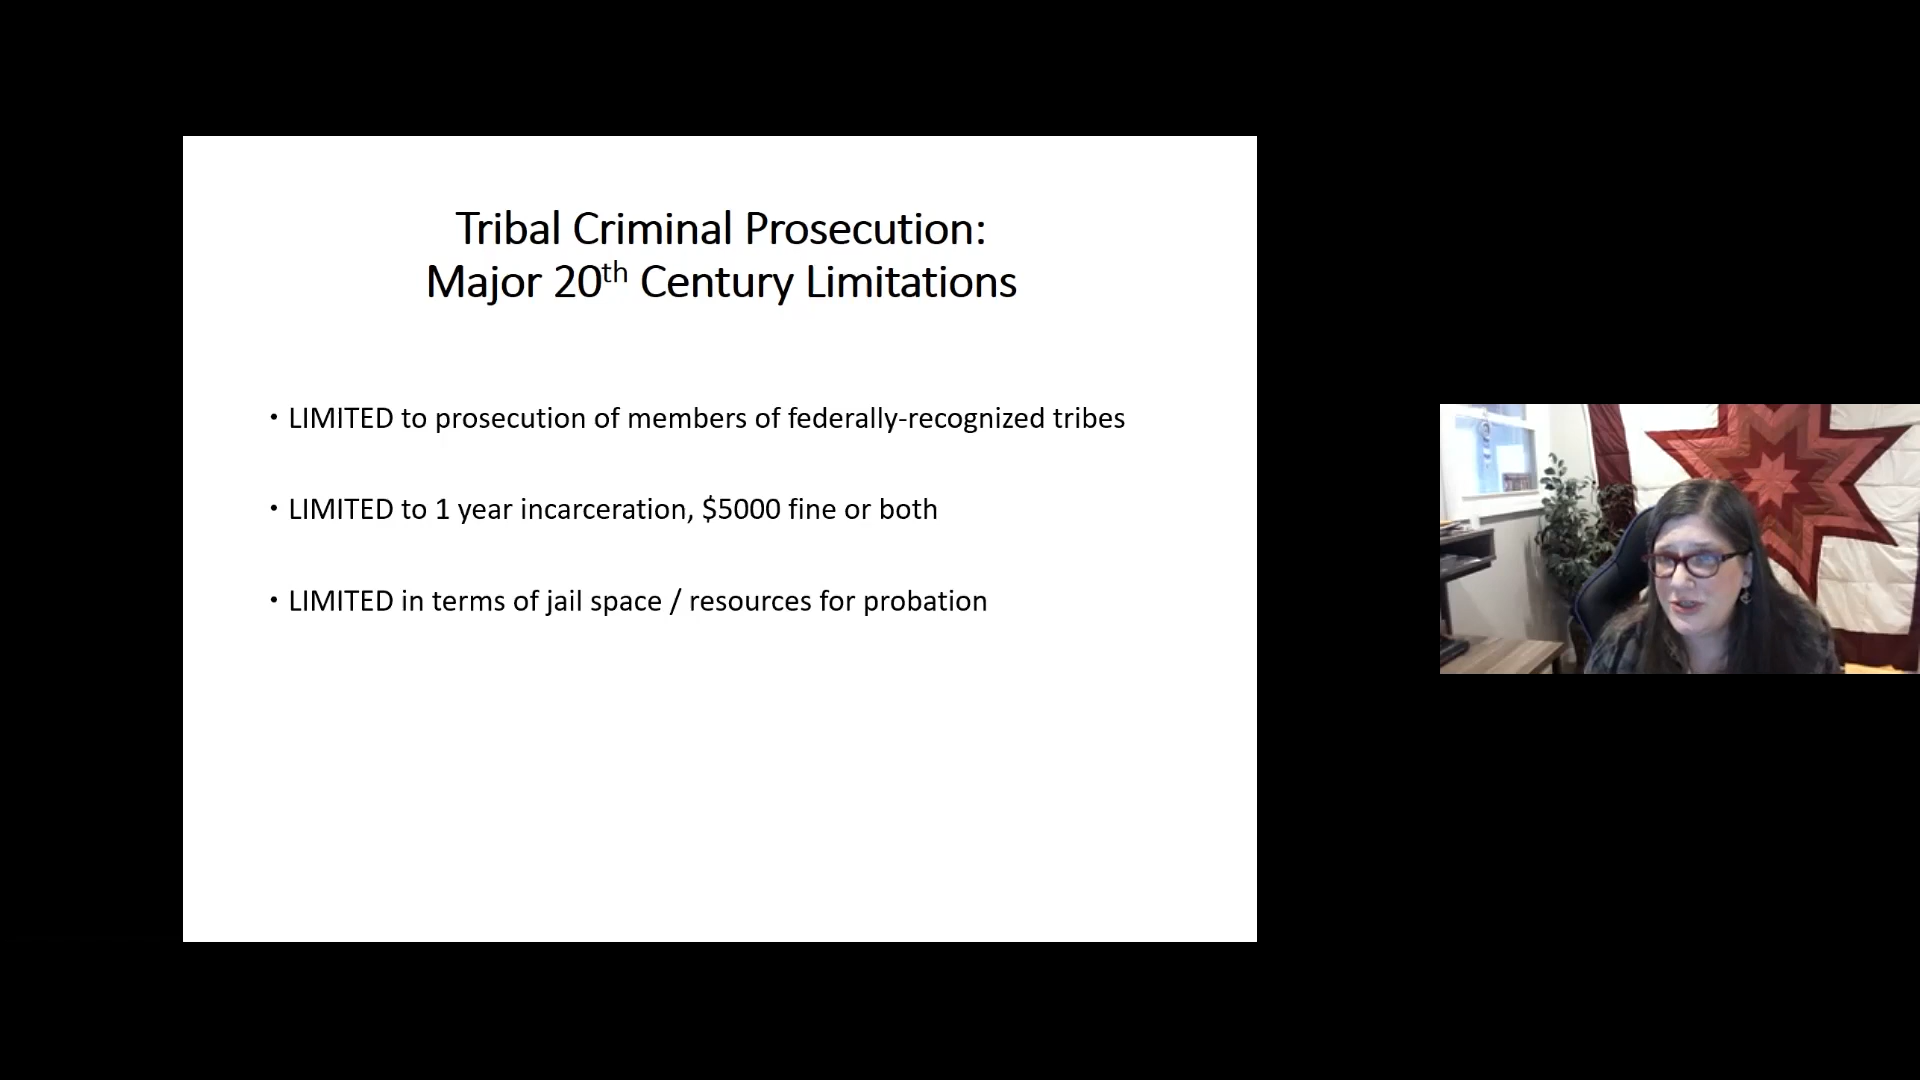 Tribal Criminal Prosecution:
Major 20th Century Limitations
• LIMITED to prosecution of members of federally-recognized tribes
• LIMITED to 1 year incarceration, $5000 fine or both
• LIMITED in terms of jail space / resources for probation